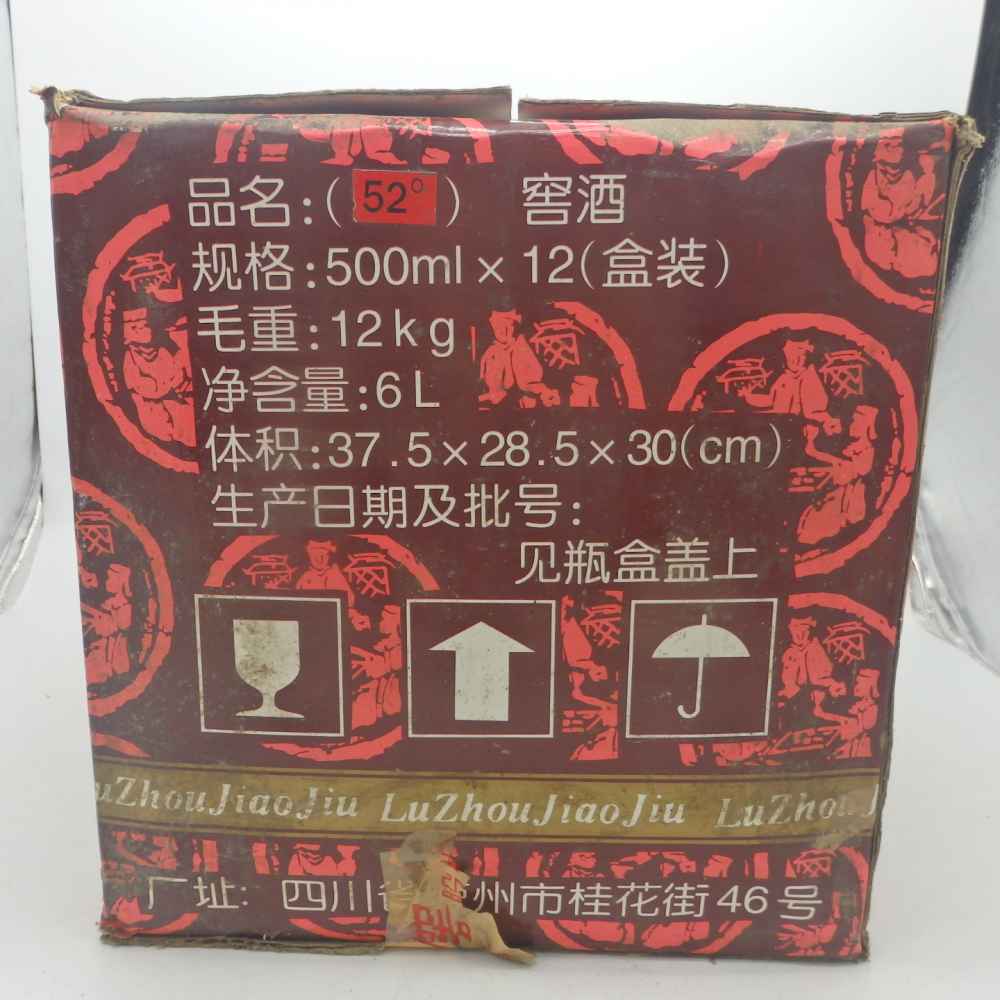 品名:(52°) 窖酒
规格:500ml×12(盒装)
毛重:12kg
净含量:6L
体积:37.5×28.5×30(cm)
生产日期及批号:
见瓶盒盖上
uZhouJiaoJiu LuZhouJiaoJiu LuZhou J
厂址: 四川省 州市桂花街46号